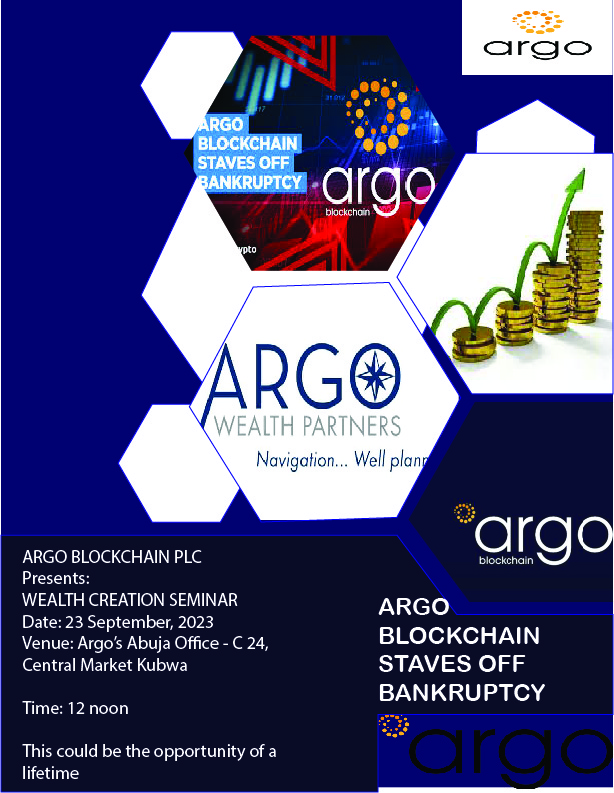 argo
ARGO
BLOCKCHAIN
STAVES OFF
BANKRUPTCY
argo
blockchain
ypto
ARGO
WEALTH PARTNERS
Navigation... Well plann
argo
blockchain
ARGO BLOCKCHAIN PLC
Presents:
WEALTH CREATION SEMINAR
Date: 23 September, 2023
Venue: Argo’s Abuja Office - C 24,
Central Market Kubwa
Time: 12 noon
This could be the opportunity of a
lifetime
ARGO
BLOCKCHAIN
STAVES OFF
BANKRUPTCY
argo